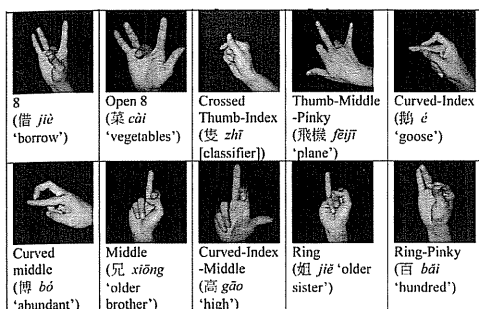 8
(借 jiè
'borrow')
Open 8
(菜 cài
'vegetables')
Crossed
Thumb-Index
(隻 zhī
[classifier])
Thumb-Middle
-Pinky
(飛機 fēijī
'plane')
Curved-Index
(鵝 é
'goose')
Curved
middle
(博 bó
'abundant')
Middle
(兄 xiōng
'older
brother')
Curved-Index
-Middle
(高 gāo
'high')
Ring
(姐 jiě 'older
sister')
Ring-Pinky
(百 bǎi
'hundred')